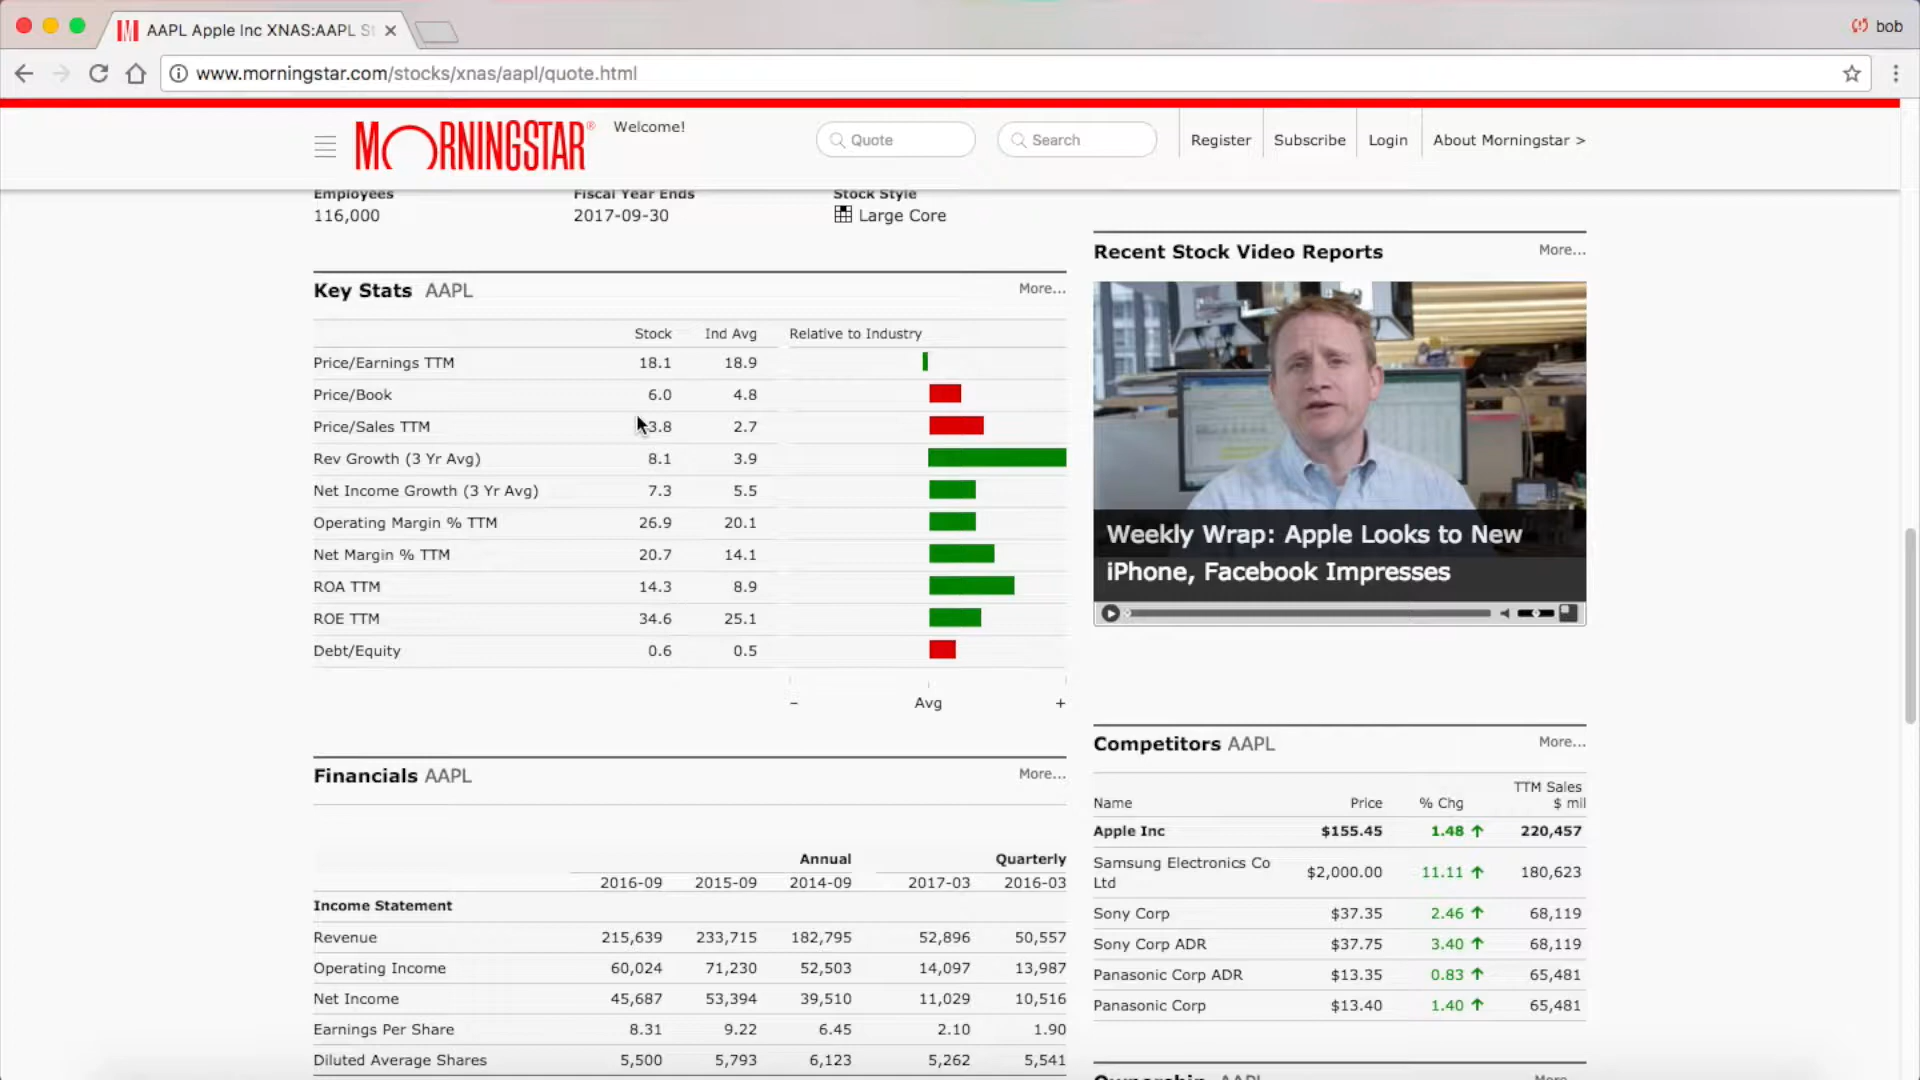 AAPL Apple Inc XNAS:AAPL St
bob
www.morningstar.com/stocks/xnas/aapl/quote.html
MORNINGSTAR®
Welcome!
Quote
Search
Register
Subscribe
Login
About Morningstar >
Employees Fiscal Year Ends Stock Style
116,000 2017-09-30 Large Core
Key Stats AAPL More...
Stock Ind Avg Relative to Industry
Price/Earnings TTM 18.1 18.9
Price/Book 6.0 4.8
Price/Sales TTM 3.8 2.7
Rev Growth (3 Yr Avg) 8.1 3.9
Net Income Growth (3 Yr Avg) 7.3 5.5
Operating Margin % TTM 26.9 20.1
Net Margin % TTM 20.7 14.1
ROA TTM 14.3 8.9
ROE TTM 34.6 25.1
Debt/Equity 0.6 0.5
– Avg +
Financials AAPL More...
Annual Quarterly
2016-09 2015-09 2014-09 2017-03 2016-03
Income Statement
Revenue 215,639 233,715 182,795 52,896 50,557
Operating Income 60,024 71,230 52,503 14,097 13,987
Net Income 45,687 53,394 39,510 11,029 10,516
Earnings Per Share 8.31 9.22 6.45 2.10 1.90
Diluted Average Shares 5,500 5,793 6,123 5,262 5,541
Recent Stock Video Reports More...
Weekly Wrap: Apple Looks to New
iPhone, Facebook Impresses
Competitors AAPL More...
TTM Sales
Name Price % Chg $ mil
Apple Inc $155.45 1.48 ↑ 220,457
Samsung Electronics Co
Ltd $2,000.00 11.11 ↑ 180,623
Sony Corp $37.35 2.46 ↑ 68,119
Sony Corp ADR $37.75 3.40 ↑ 68,119
Panasonic Corp ADR $13.35 0.83 ↑ 65,481
Panasonic Corp $13.40 1.40 ↑ 65,481
Ownership AAPL More...